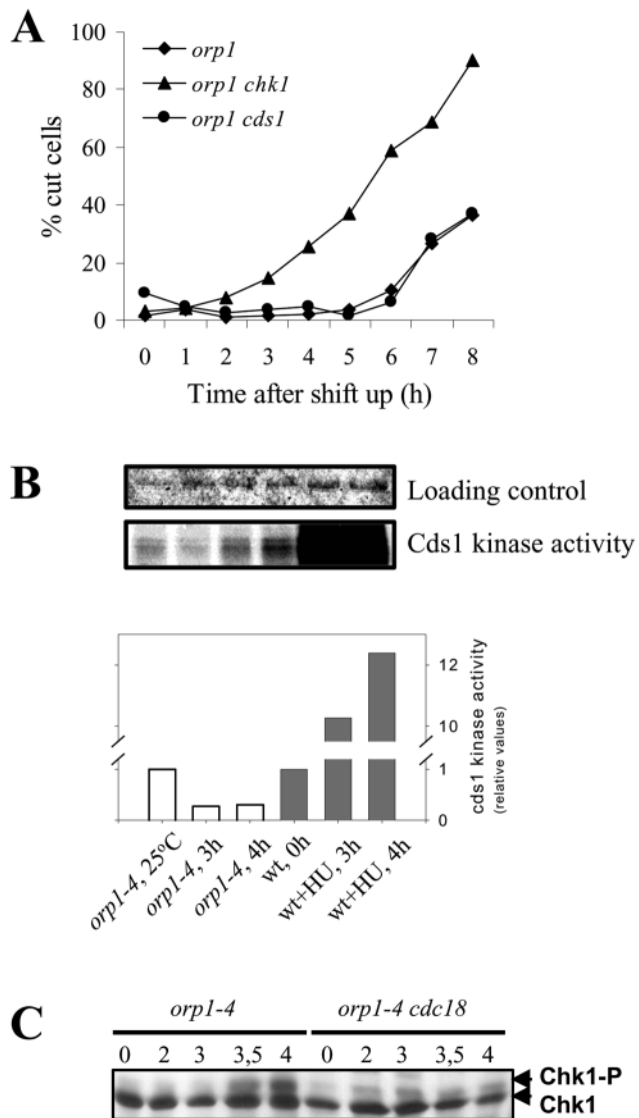 A
orp1
orp1 chk1
orp1 cds1
100
80
60
40
20
0
% cut cells
0 1 2 3 4 5 6 7 8
Time after shift up (h)
B
Loading control
Cds1 kinase activity
12
10
1
0
cds1 kinase activity
(relative values)
orp1-4, 25ºC
orp1-4, 3h
orp1-4, 4h
wt, 0h
wt+HU, 3h
wt+HU, 4h
C
orp1-4 orp1-4 cdc18
0 2 3 3,5 4 0 2 3 3,5 4
Chk1-P
Chk1